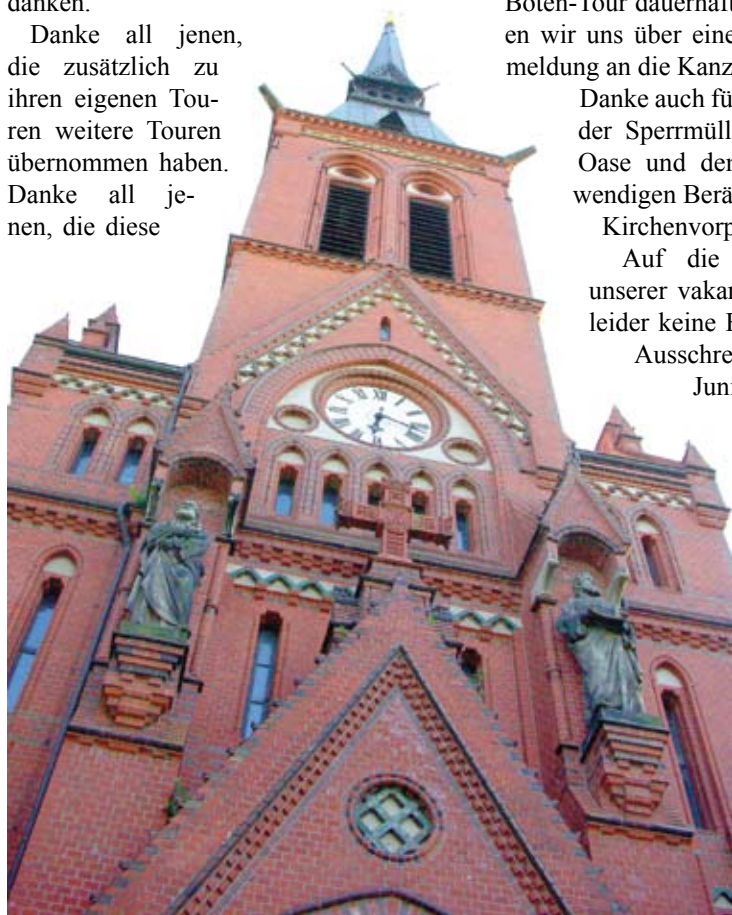 danken.
Danke all jenen,
die zusätzlich zu
ihren eigenen Tou-
ren weitere Touren
übernommen haben.
Danke all je-
nen, die diese
Boten-Tour dauerhaft
en wir uns über eine
meldung an die Kanz
Danke auch fü
der Sperrmüll
Oase und der
wendigen Berä
Kirchenvorp
Auf die
unserer vakan
leider keine
Ausschre
Juni